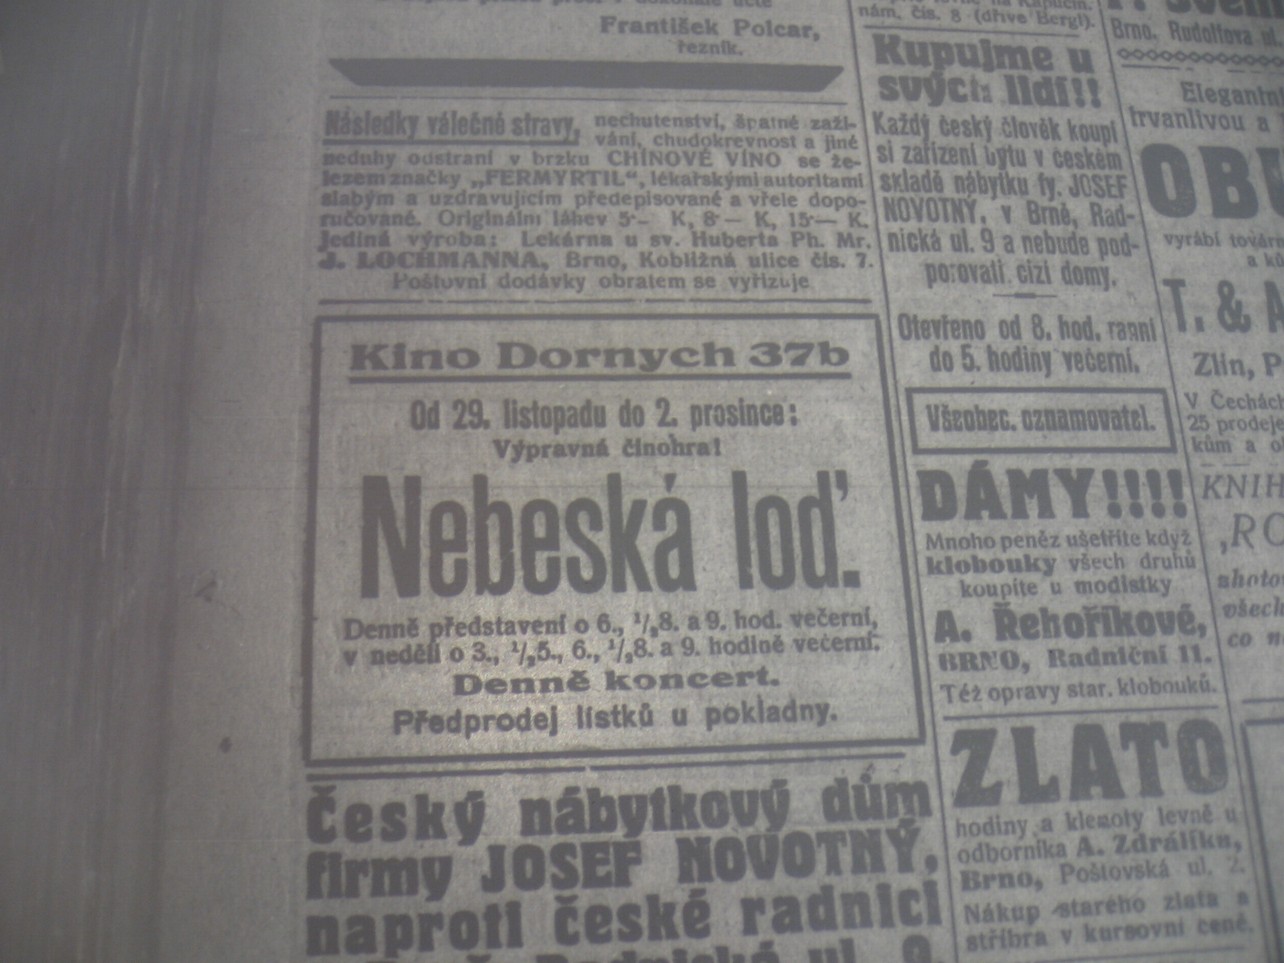 František Polcar,
řezník.
Následky válečné stravy, nechutenství, špatné zaží-
vání, chudokrevnost a jiné
neduhy odstraní v brzku CHINOVÉ VÍNO se že-
lezem značky „FERMYRTIL“, lékařskými autoritami
slabým a uzdravujícím předepisované a vřele dopo-
ručované. Originální láhev 5·— K, 8·— K, 15·— K.
Jediná výroba: Lekárna u sv. Huberta Ph. Mr.
J. LOCHMANNA, Brno, Kobližná ulice čís. 7.
Poštovní dodávky obratem se vyřizuje
Kino Dornych 37b
Od 29. listopadu do 2. prosince:
Výpravná činohra!
Nebeská loď.
Denně představení o 6., ½8. a 9. hod. večerní,
v neděli o 3., ½5., 6., ½8. a 9. hodině večerní.
Denně koncert.
Předprodej lístků u pokladny.
Český nábytkový dům
firmy JOSEF NOVOTNÝ,
naproti české radnici
nám. čís. 8 (dříve Bergl).
Kupujme u
svých lidí!!
Každý český člověk koupí
si zařízení bytu v českém
skladě nábytku fy. JOSEF
NOVOTNÝ, v Brně, Rad-
nická ul. 9 a nebude pod-
porovati cizí domy.
Otevřeno od 8. hod. ranní
do 5. hodiny večerní.
Všeobec. oznamovatel.
DÁMY!!!!
Mnoho peněz ušetříte když
klobouky všech druhů
koupíte u modistky
A. Řehoříkové,
BRNO, Radniční 11.
Též opravy star. klobouků.
ZLATO
hodiny a klenoty levně u
odborníka A. Zdrálíka,
Brno, Poštovská ul. 2.
Nákup starého zlata a
stříbra v kursovní ceně.
Brno, Rudolfova ul.
Elegantní
trvanlivou a
OBU
vyrábí továrn
a ků
T. & A
Zlín, P
V Čechách
25 prodej
kům a o
KNIH
RO
shoto
všech
co n